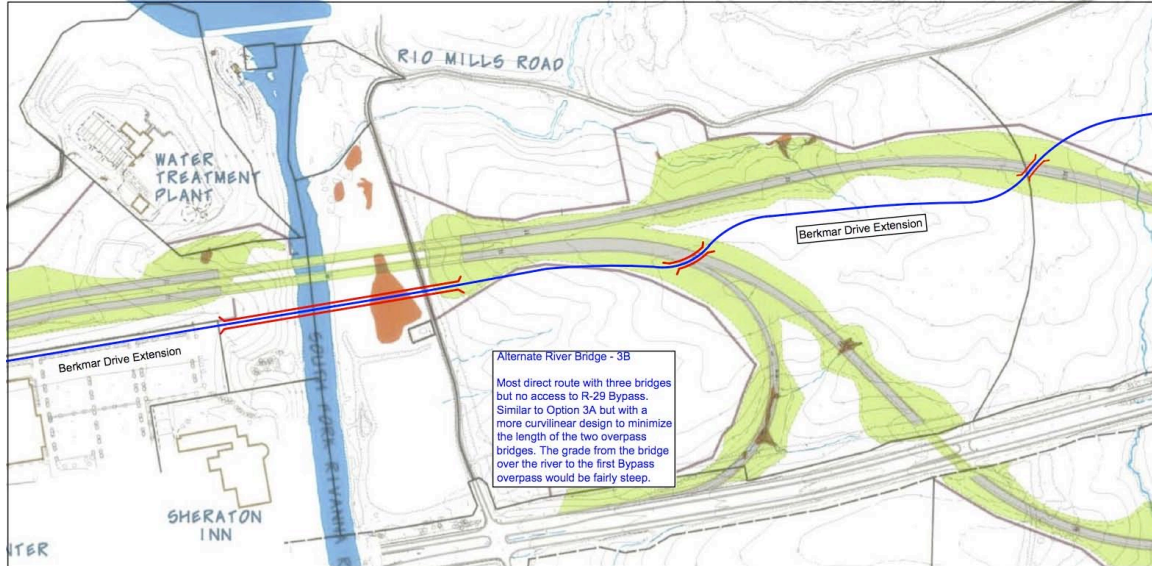 RIO MILLS ROAD
WATER
TREATMENT
PLANT
Berkmar Drive Extension
Berkmar Drive Extension
SOUTH FORK RIVANNA R
Alternate River Bridge - 3B
Most direct route with three bridges
but no access to R-29 Bypass.
Similar to Option 3A but with a
more curvilinear design to minimize
the length of the two overpass
bridges. The grade from the bridge
over the river to the first Bypass
overpass would be fairly steep.
SHERATON
INN
NTER